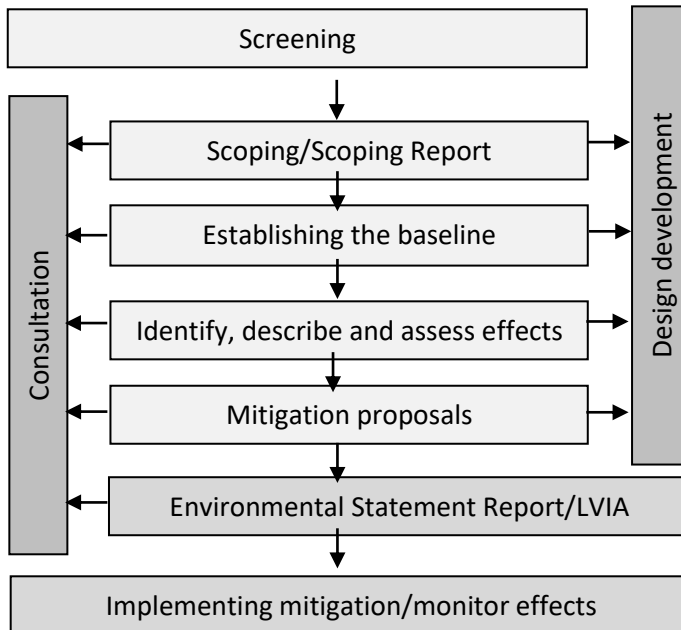 Screening
Scoping/Scoping Report
Establishing the baseline
Identify, describe and assess effects
Mitigation proposals
Environmental Statement Report/LVIA
Implementing mitigation/monitor effects
Consultation
Design development